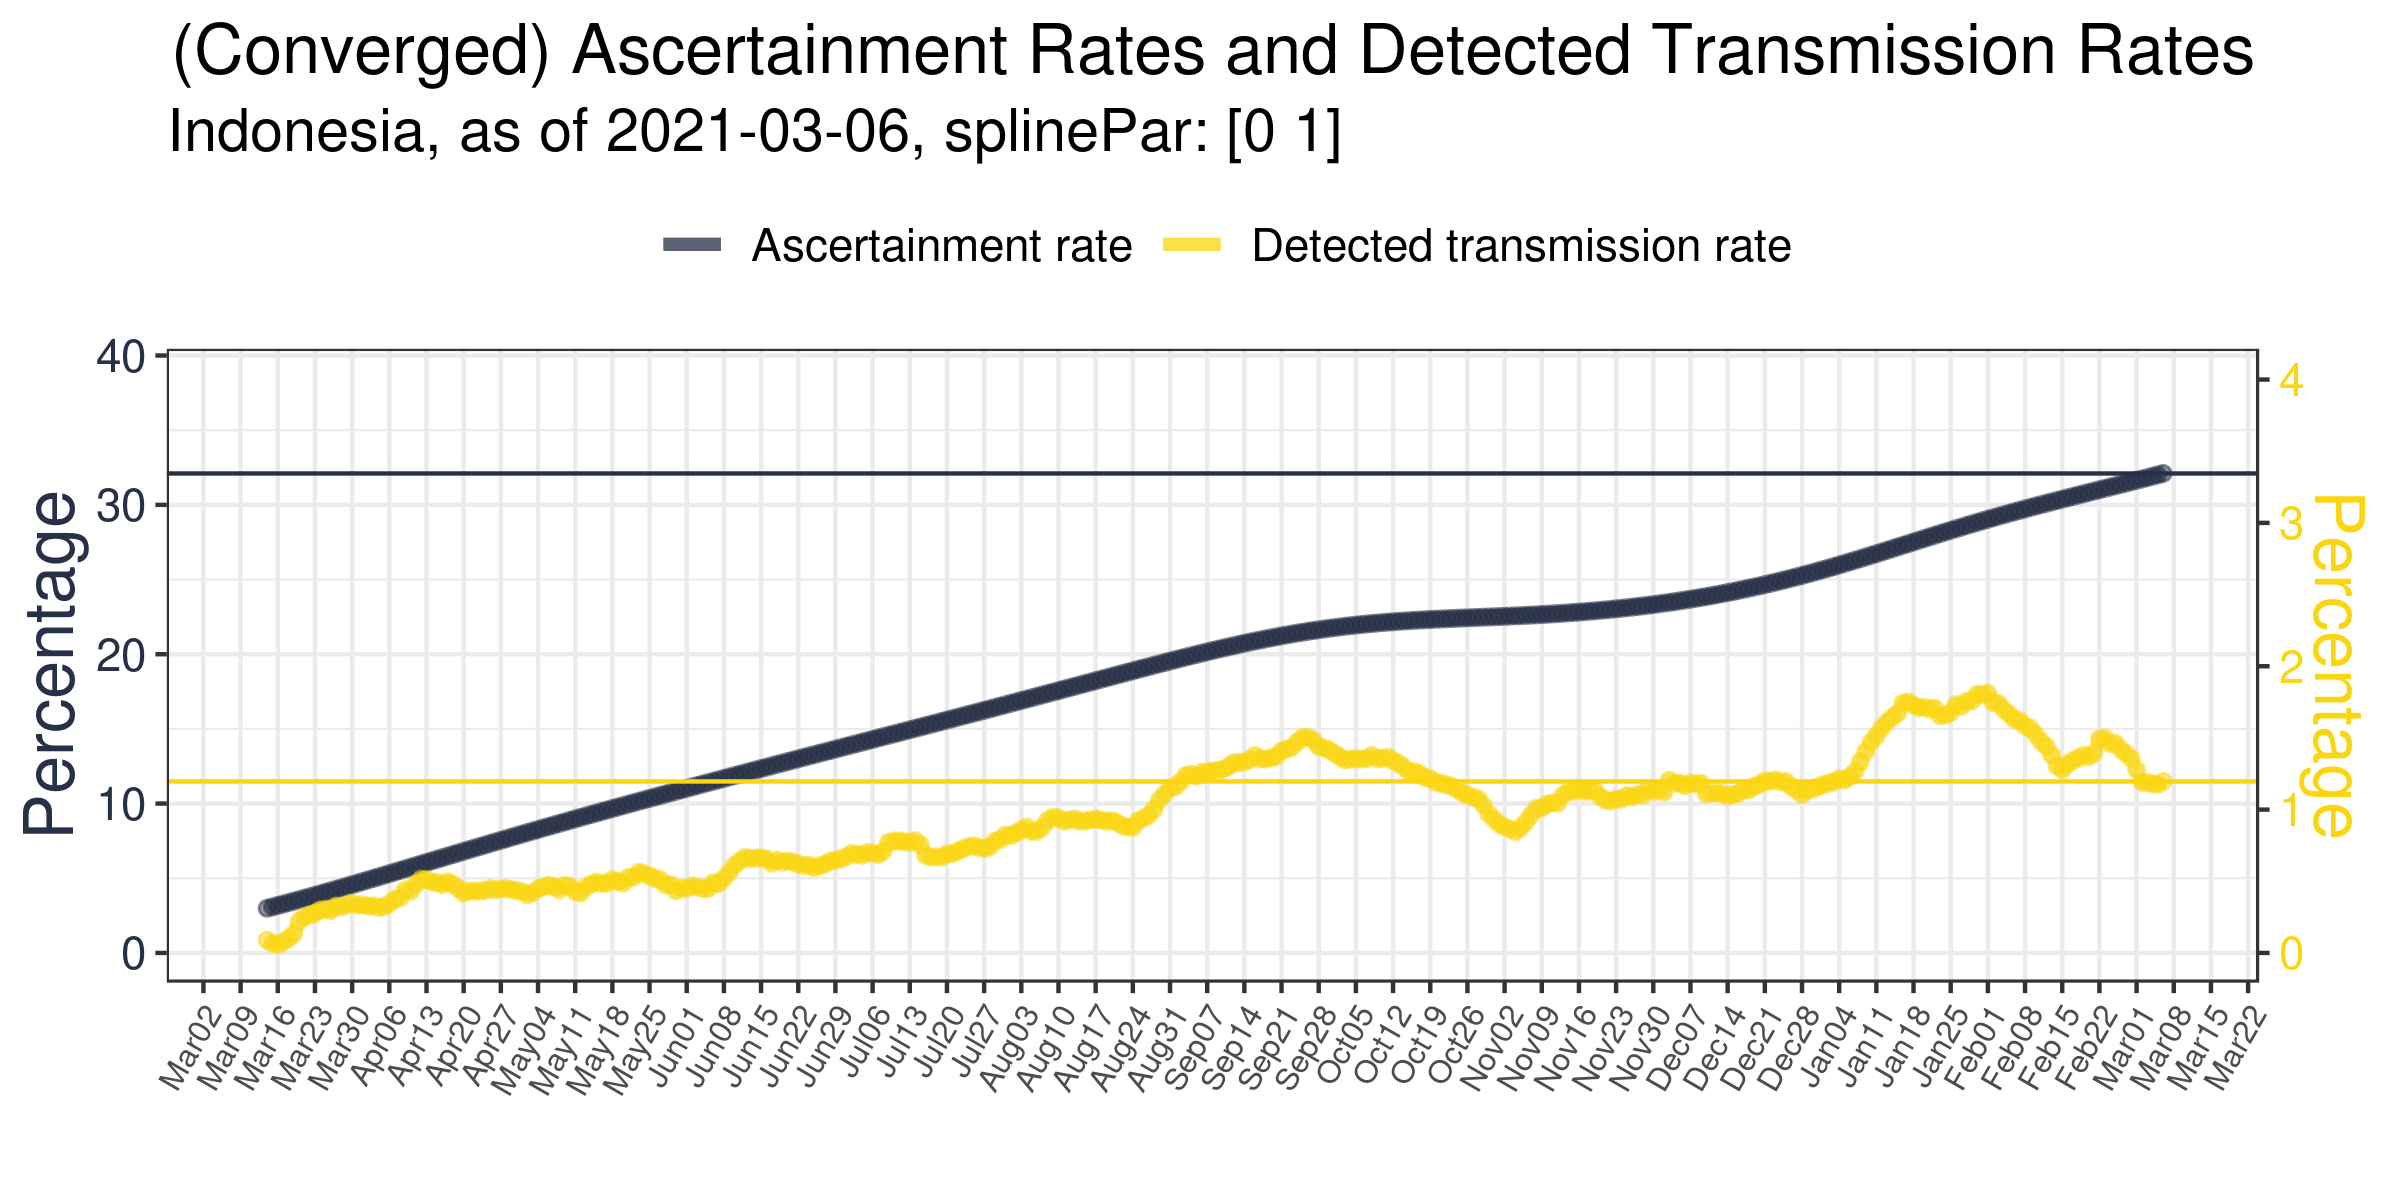 (Converged) Ascertainment Rates and Detected Transmission Rates
Indonesia, as of 2021-03-06, splinePar: [0 1]
Ascertainment rate
Detected transmission rate
Percentage
40
30
20
10
0
4
3
2
1
0
Percentage
Mar02
Mar09
Mar16
Mar23
Mar30
Apr06
Apr13
Apr20
Apr27
May04
May11
May18
May25
Jun01
Jun08
Jun15
Jun22
Jun29
Jul06
Jul13
Jul20
Jul27
Aug03
Aug10
Aug17
Aug24
Aug31
Sep07
Sep14
Sep21
Sep28
Oct05
Oct12
Oct19
Oct26
Nov02
Nov09
Nov16
Nov23
Nov30
Dec07
Dec14
Dec21
Dec28
Jan04
Jan11
Jan18
Jan25
Feb01
Feb08
Feb15
Feb22
Mar01
Mar08
Mar15
Mar22